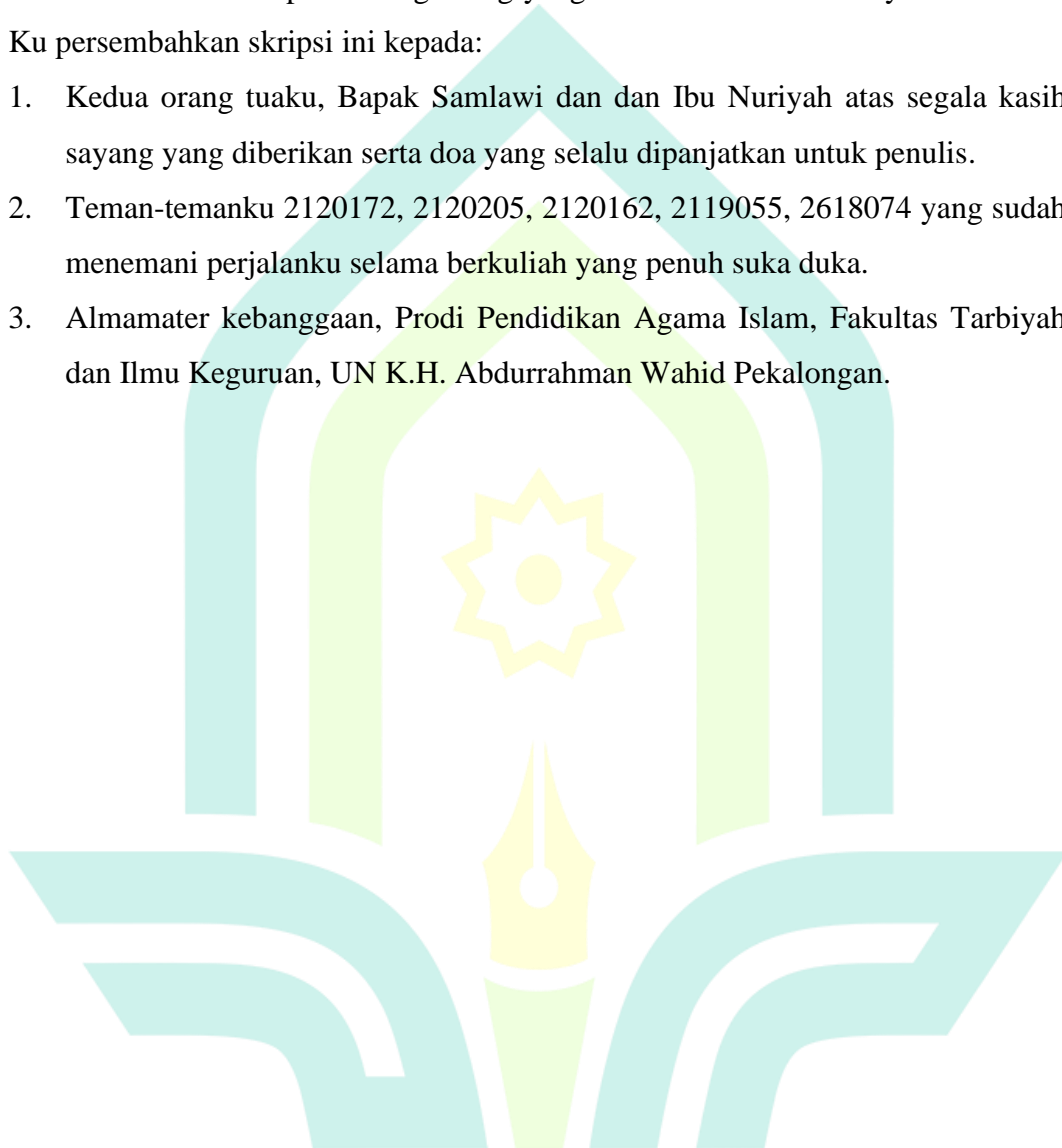 Ku persembahkan skripsi ini kepada:
1. Kedua orang tuaku, Bapak Samlawi dan dan Ibu Nuriyah atas segala kasih
sayang yang diberikan serta doa yang selalu dipanjatkan untuk penulis.
2. Teman-temanku 2120172, 2120205, 2120162, 2119055, 2618074 yang sudah
menemani perjalanku selama berkuliah yang penuh suka duka.
3. Almamater kebanggaan, Prodi Pendidikan Agama Islam, Fakultas Tarbiyah
dan Ilmu Keguruan, UN K.H. Abdurrahman Wahid Pekalongan.